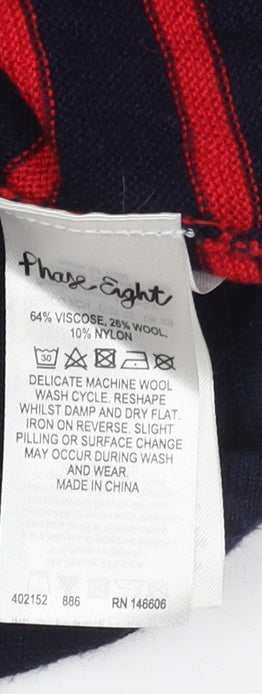 Phase Eight
64% VISCOSE, 26% WOOL,
10% NYLON
30
DELICATE MACHINE WOOL
WASH CYCLE. RESHAPE
WHILST DAMP AND DRY FLAT.
IRON ON REVERSE. SLIGHT
PILLING OR SURFACE CHANGE
MAY OCCUR DURING WASH
AND WEAR.
MADE IN CHINA
402152 886 RN 146606